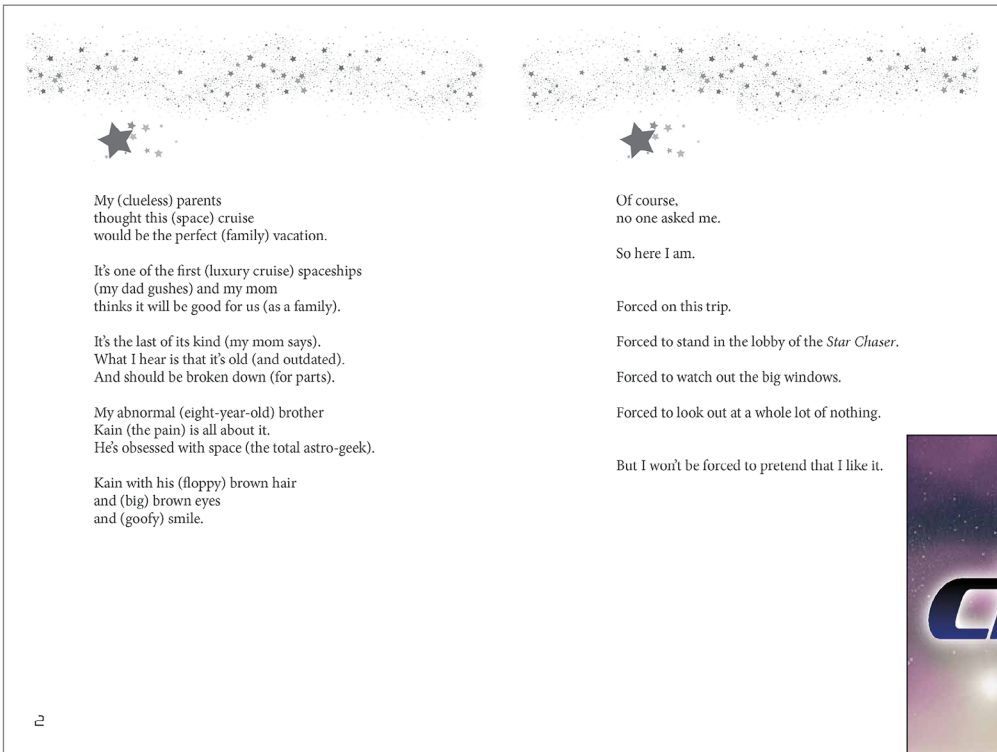 My (clueless) parents
thought this (space) cruise
would be the perfect (family) vacation.
It's one of the first (luxury cruise) spaceships
(my dad gushes) and my mom
thinks it will be good for us (as a family).
It's the last of its kind (my mom says).
What I hear is that it's old (and outdated).
And should be broken down (for parts).
My abnormal (eight-year-old) brother
Kain (the pain) is all about it.
He's obsessed with space (the total astro-geek).
Kain with his (floppy) brown hair
and (big) brown eyes
and (goofy) smile.
2
Of course,
no one asked me.
So here I am.
Forced on this trip.
Forced to stand in the lobby of the Star Chaser.
Forced to watch out the big windows.
Forced to look out at a whole lot of nothing.
But I won't be forced to pretend that I like it.